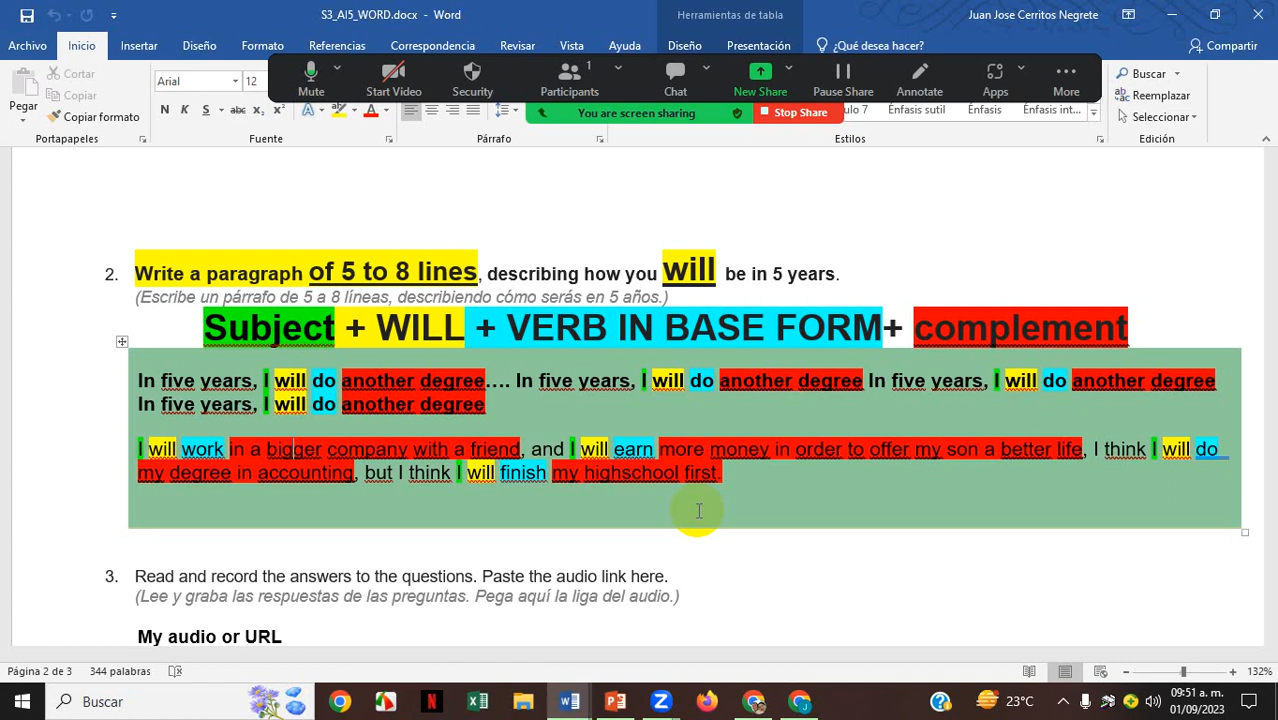 S3_AI5_WORD.docx - Word
Herramientas de tabla
Juan Jose Cerritos Negrete
Archivo Inicio Insertar Diseño Formato Referencias Correspondencia Revisar Vista Ayuda Diseño Presentación ¿Qué desea hacer? Compartir
Pegar
Cortar
Copiar
Copiar formato
Portapapeles
Arial 12
N K S abc x
Fuente
Párrafo
Mute Start Video Security Participants 1 Chat New Share Pause Share Annotate Apps More
You are screen sharing Stop Share
ulo 7 Énfasis sutil Énfasis Énfasis int...
Estilos
Buscar
Reemplazar
Seleccionar
Edición
2. Write a paragraph of 5 to 8 lines, describing how you will be in 5 years.
(Escribe un párrafo de 5 a 8 líneas, describiendo cómo serás en 5 años.)
Subject + WILL + VERB IN BASE FORM+ complement
In five years, I will do another degree…. In five years, I will do another degree In five years, I will do another degree
In five years, I will do another degree
I will work in a bigger company with a friend, and I will earn more money in order to offer my son a better life, I think I will do
my degree in accounting, but I think I will finish my highschool first.
3. Read and record the answers to the questions. Paste the audio link here.
(Lee y graba las respuestas de las preguntas. Pega aquí la liga del audio.)
My audio or URL
Página 2 de 3 344 palabras 132%
Buscar
23°C
09:51 a. m.
01/09/2023